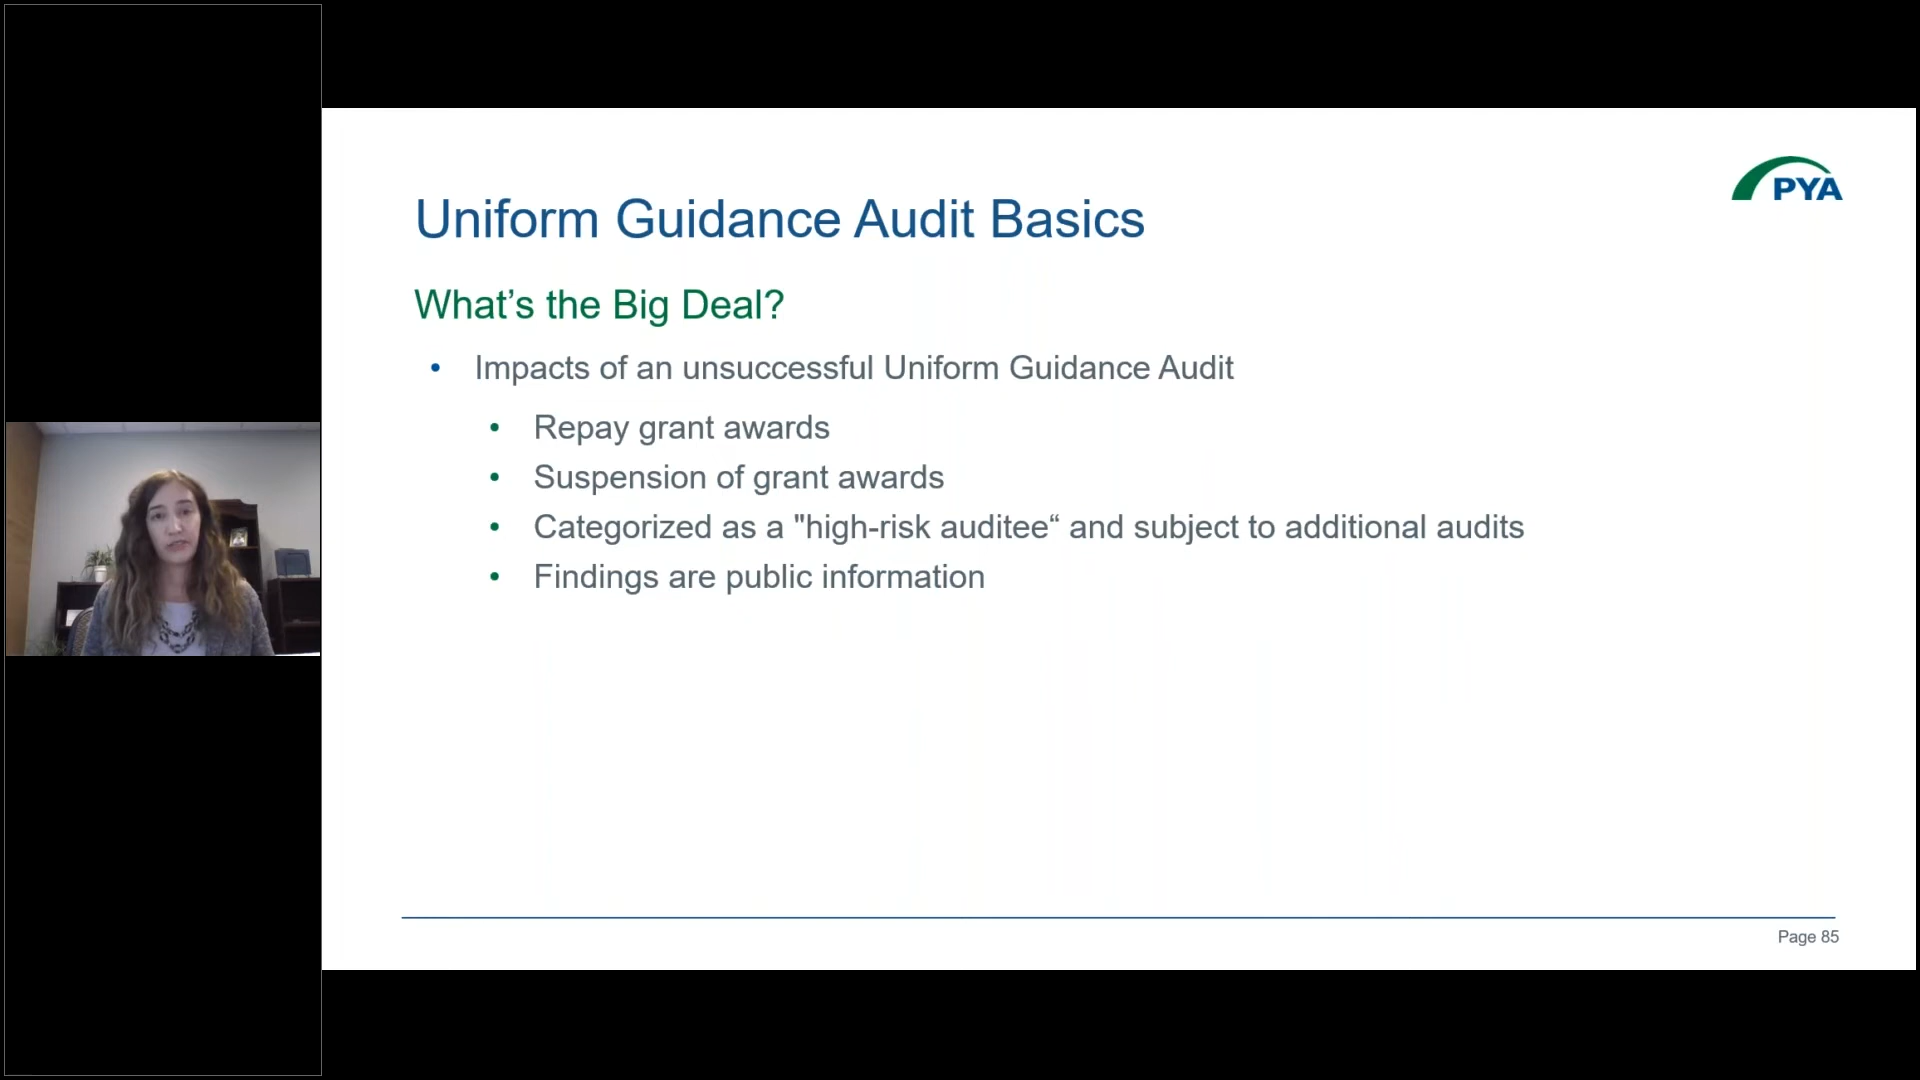 PYA
Uniform Guidance Audit Basics
What’s the Big Deal?
• Impacts of an unsuccessful Uniform Guidance Audit
• Repay grant awards
• Suspension of grant awards
• Categorized as a "high-risk auditee“ and subject to additional audits
• Findings are public information
Page 85